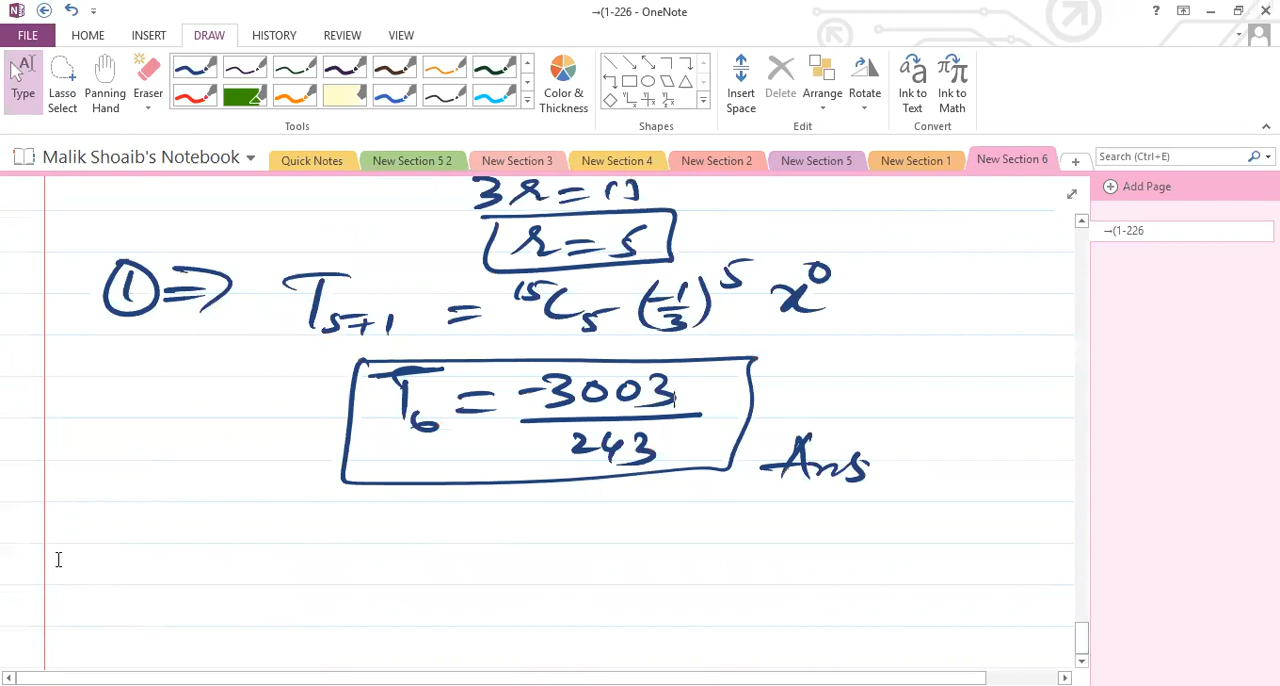 →(1-226 - OneNote
FILE HOME INSERT DRAW HISTORY REVIEW VIEW
Type
Lasso Select
Panning Hand
Eraser
Color & Thickness
Insert Space
Delete
Arrange
Rotate
Ink to Text
Ink to Math
Tools
Shapes
Edit
Convert
Malik Shoaib's Notebook
Quick Notes
New Section 5 2
New Section 3
New Section 4
New Section 2
New Section 5
New Section 1
New Section 6
Search (Ctrl+E)
Add Page
→(1-226
3r =
r = 5
① ⇒ T₅₊₁ = ¹⁵C₅ (-1/3)⁵ x⁰
T₆ = -3003/243
Ans